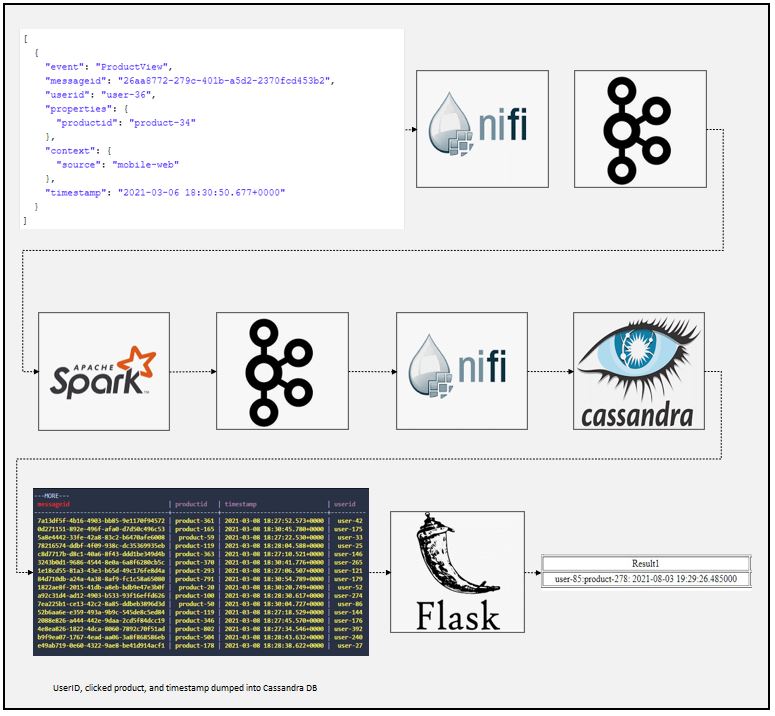 [
{
"event": "ProductView",
"messageid": "26aa8772-279c-401b-a5d2-2370fcd453b2",
"userid": "user-36",
"properties": {
"productid": "product-34"
},
"context": {
"source": "mobile-web"
},
"timestamp": "2021-03-06 18:30:50.677+0000"
}
]
nifi
APACHE
Spark™
nifi
cassandra
---MORE---
messageid | productid | timestamp | userid
7a13df5f-4b16-4903-bb85-9e1170f94572 | product-361 | 2021-03-08 18:27:52.573+0000 | user-42
0d271151-892e-496f-afa0-d7d50c496c53 | product-165 | 2021-03-08 18:30:45.780+0000 | user-175
5a8e4442-33fe-42a8-83c2-b6470afe6008 | product-59 | 2021-03-08 18:27:22.530+0000 | user-33
78216574-ddbf-4f09-938c-dc35369935eb | product-119 | 2021-03-08 18:28:04.588+0000 | user-25
c8d7717b-d8c1-40a6-8f43-ddd1be349d4b | product-363 | 2021-03-08 18:27:10.521+0000 | user-146
3243b0d1-9686-4544-8e0a-6a8f6280cb5c | product-370 | 2021-03-08 18:30:41.776+0000 | user-265
1e18cd55-81a3-43e3-b65d-49c176fe8d4a | product-293 | 2021-03-08 18:27:06.507+0000 | user-121
84d710db-a24a-4a38-8af9-fc1c58a65080 | product-791 | 2021-03-08 18:30:54.789+0000 | user-179
1822ae8f-2015-41db-a8eb-bdb9e47e3b0f | product-20 | 2021-03-08 18:30:20.749+0000 | user-52
a92c31d4-ad12-4903-b533-93f16effd626 | product-100 | 2021-03-08 18:28:30.617+0000 | user-274
7ea225b1-ce13-42c2-8a85-ddbeb3896d3d | product-50 | 2021-03-08 18:30:04.727+0000 | user-86
52b6aa6e-e359-493a-9b9c-545de8c5ed84 | product-119 | 2021-03-08 18:27:18.529+0000 | user-144
2088e826-a444-442e-9daa-2cd5f84dcc19 | product-346 | 2021-03-08 18:27:45.570+0000 | user-176
4e8ea826-1822-4dca-8060-7892c70f51ad | product-802 | 2021-03-08 18:27:34.546+0000 | user-392
b9f9ea07-1767-4ead-aa06-3a8f868586eb | product-504 | 2021-03-08 18:28:43.632+0000 | user-240
e49ab719-0e60-4322-9ae8-be41d914acf1 | product-178 | 2021-03-08 18:28:38.622+0000 | user-27
Flask
Result1
user-85:product-278: 2021-08-03 19:29:26.485000
UserID, clicked product, and timestamp dumped into Cassandra DB